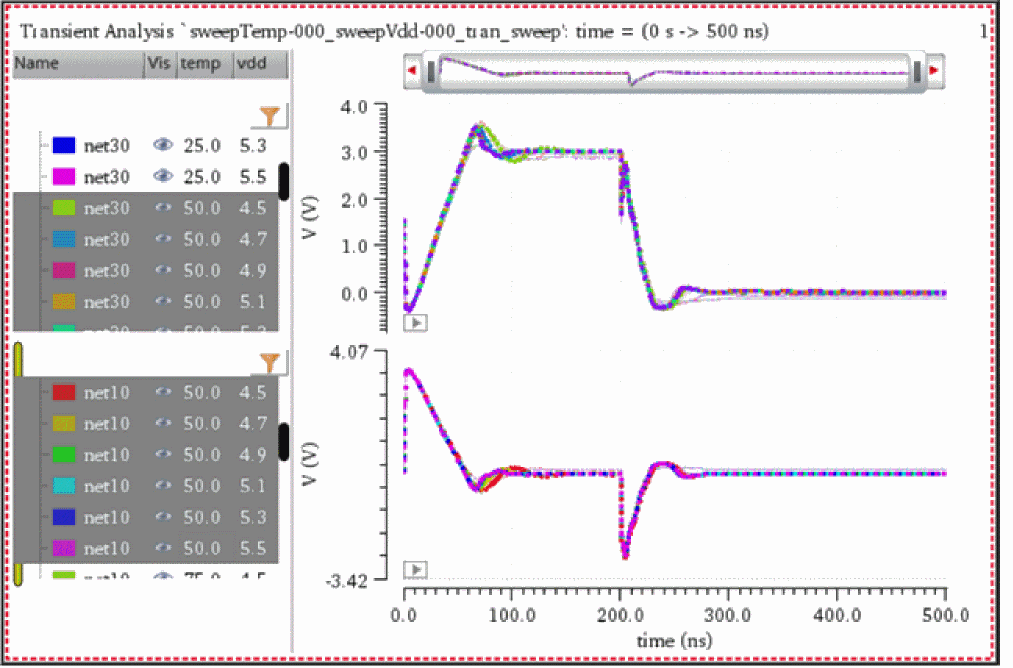 Transient Analysis `sweepTemp-000_sweepVdd-000_tran_sweep': time = (0 s -> 500 ns) 1
Name Vis temp vdd
net30 25.0 5.3
net30 25.0 5.5
net30 50.0 4.5
net30 50.0 4.7
net30 50.0 4.9
net30 50.0 5.1
net10 50.0 4.5
net10 50.0 4.7
net10 50.0 4.9
net10 50.0 5.1
net10 50.0 5.3
net10 50.0 5.5
4.0
3.0
2.0
1.0
0.0
V (V)
4.07
-3.42
V (V)
0.0 100.0 200.0 300.0 400.0 500.0
time (ns)